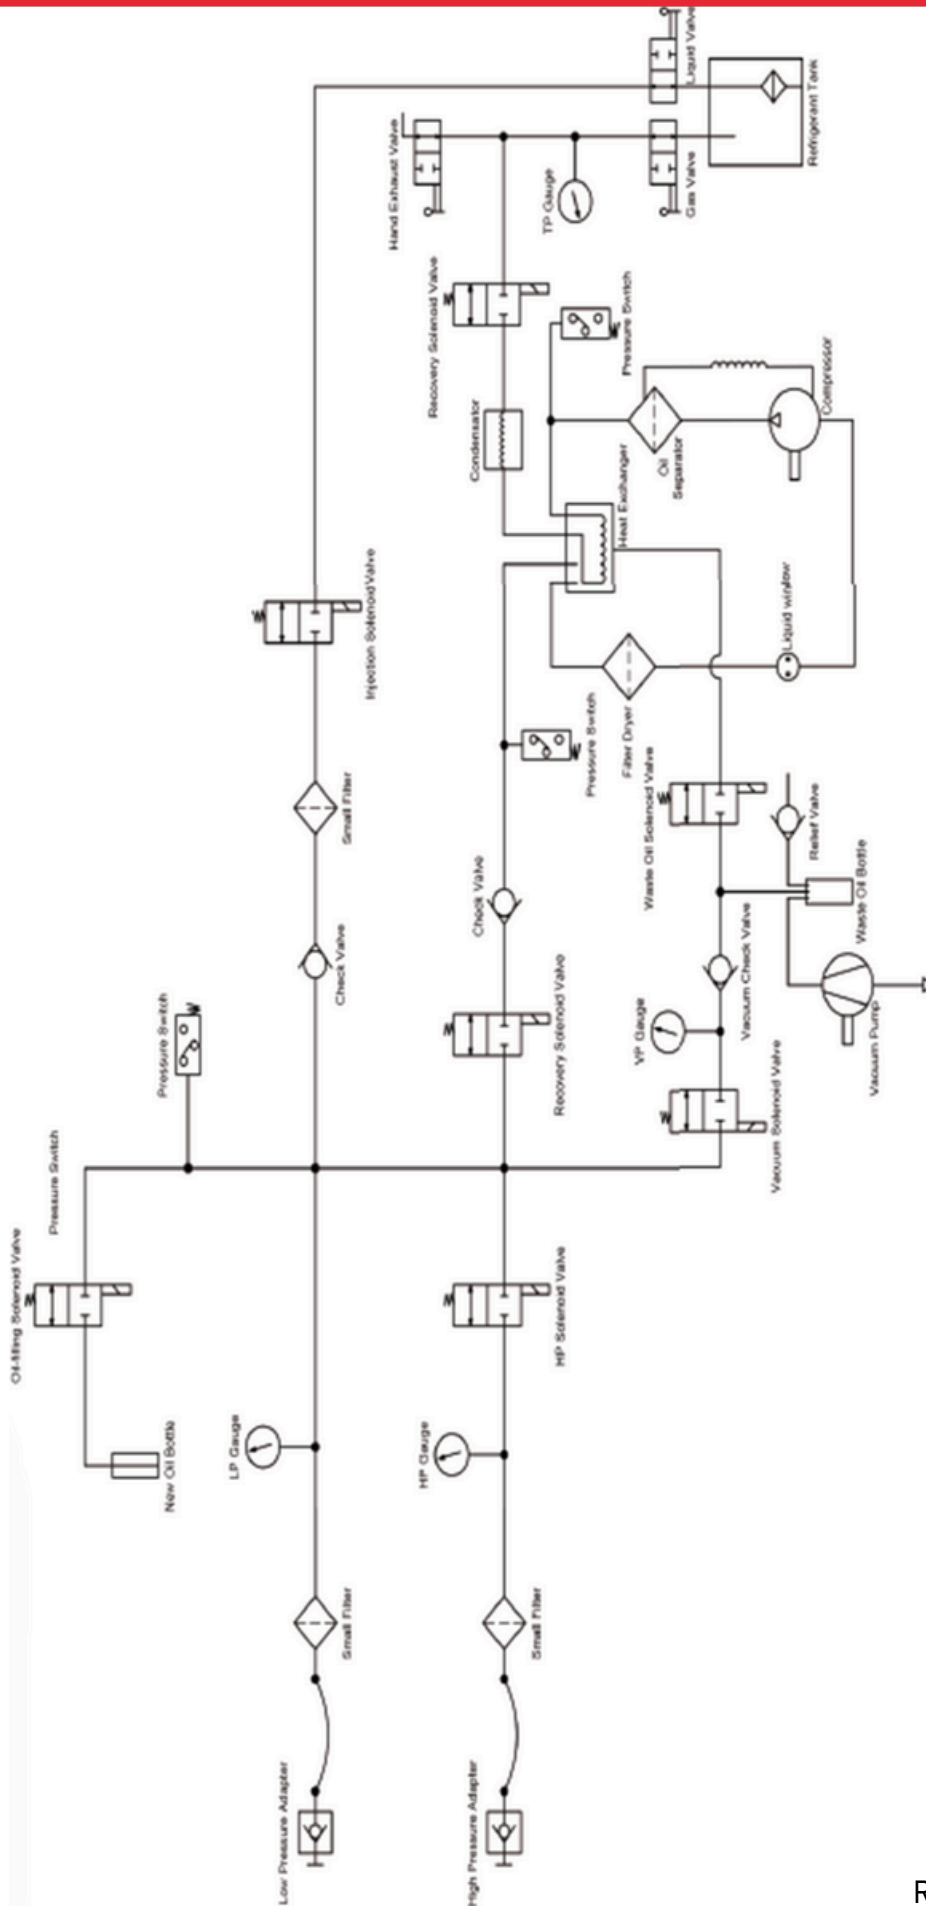 Liquid Valve
Refrigerant Tank
Hand Exhaust Valve
TP Gauge
Gas Valve
Recovery Solenoid Valve
Pressure Switch
Compressor
Condensator
Oil
Separator
Heat Exchanger
Injection Solenoid Valve
Liquid window
Pressure Switch
Filter Dryer
Small Filter
Waste Oil Solenoid Valve
Relief Valve
Check Valve
Waste Oil Bottle
Check Valve
Vacuum Check Valve
Pressure Switch
Recovery Solenoid Valve
VP Gauge
Vacuum Pump
Vacuum Solenoid Valve
Pressure Switch
Oil-filling Solenoid Valve
HP Solenoid Valve
New Oil Bottle
LP Gauge
HP Gauge
Small Filter
Small Filter
Low Pressure Adapter
High Pressure Adapter
R